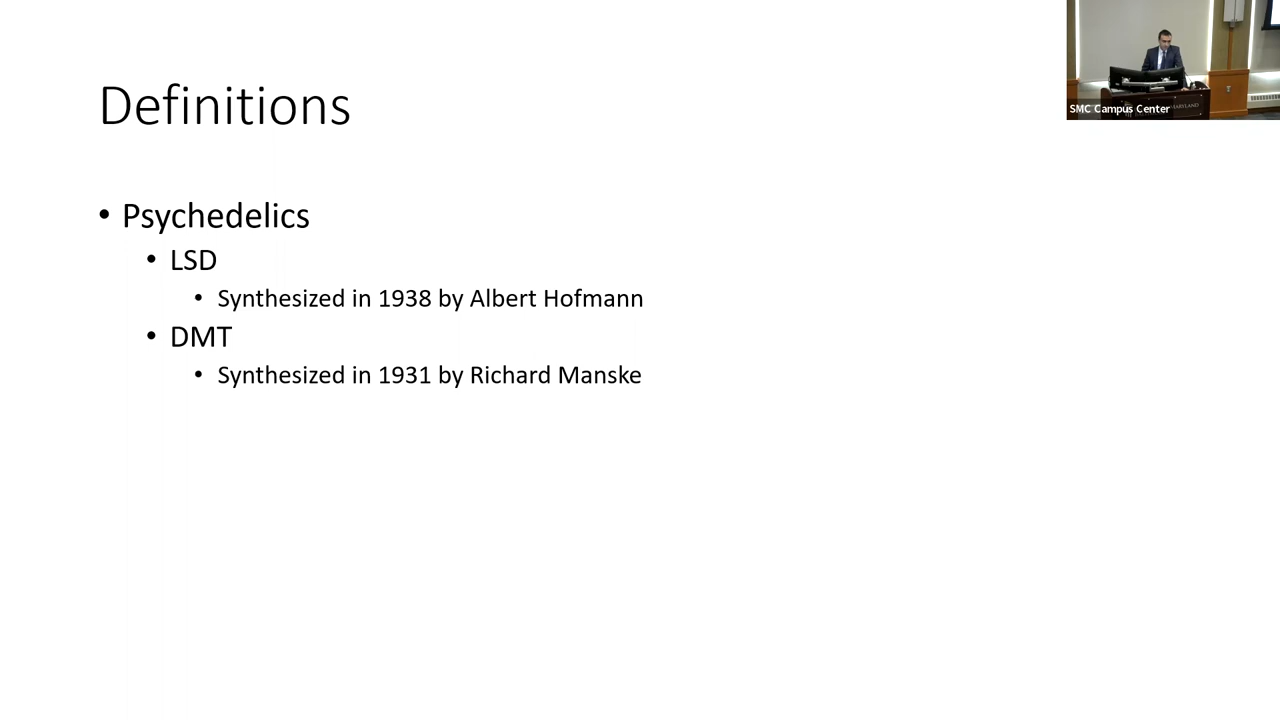 Definitions
• Psychedelics
• LSD
• Synthesized in 1938 by Albert Hofmann
• DMT
• Synthesized in 1931 by Richard Manske
SMC Campus Center
MARYLAND